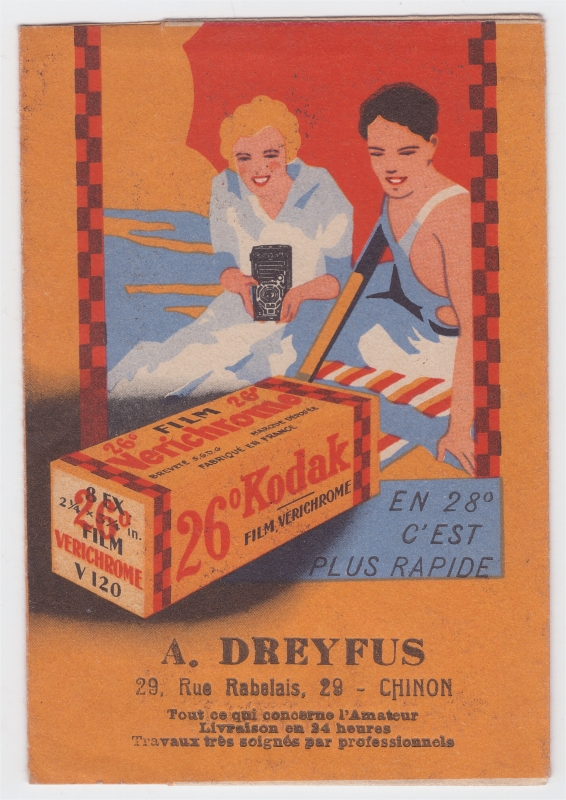 26° FILM 26°
Verichrome
BREVETÉ S.G.D.G MARQUE DÉPOSÉE
FABRIQUÉ EN FRANCE
26° Kodak
FILM, VERICHROME
8 EX.
2¼ × in.
26°
FILM
VERICHROME
V 120
EN 28°
C'EST
PLUS RAPIDE
A. DREYFUS
29, Rue Rabelais, 29 - CHINON
Tout ce qui concerne l'Amateur
Livraison en 24 heures
Travaux très soignés par professionnels